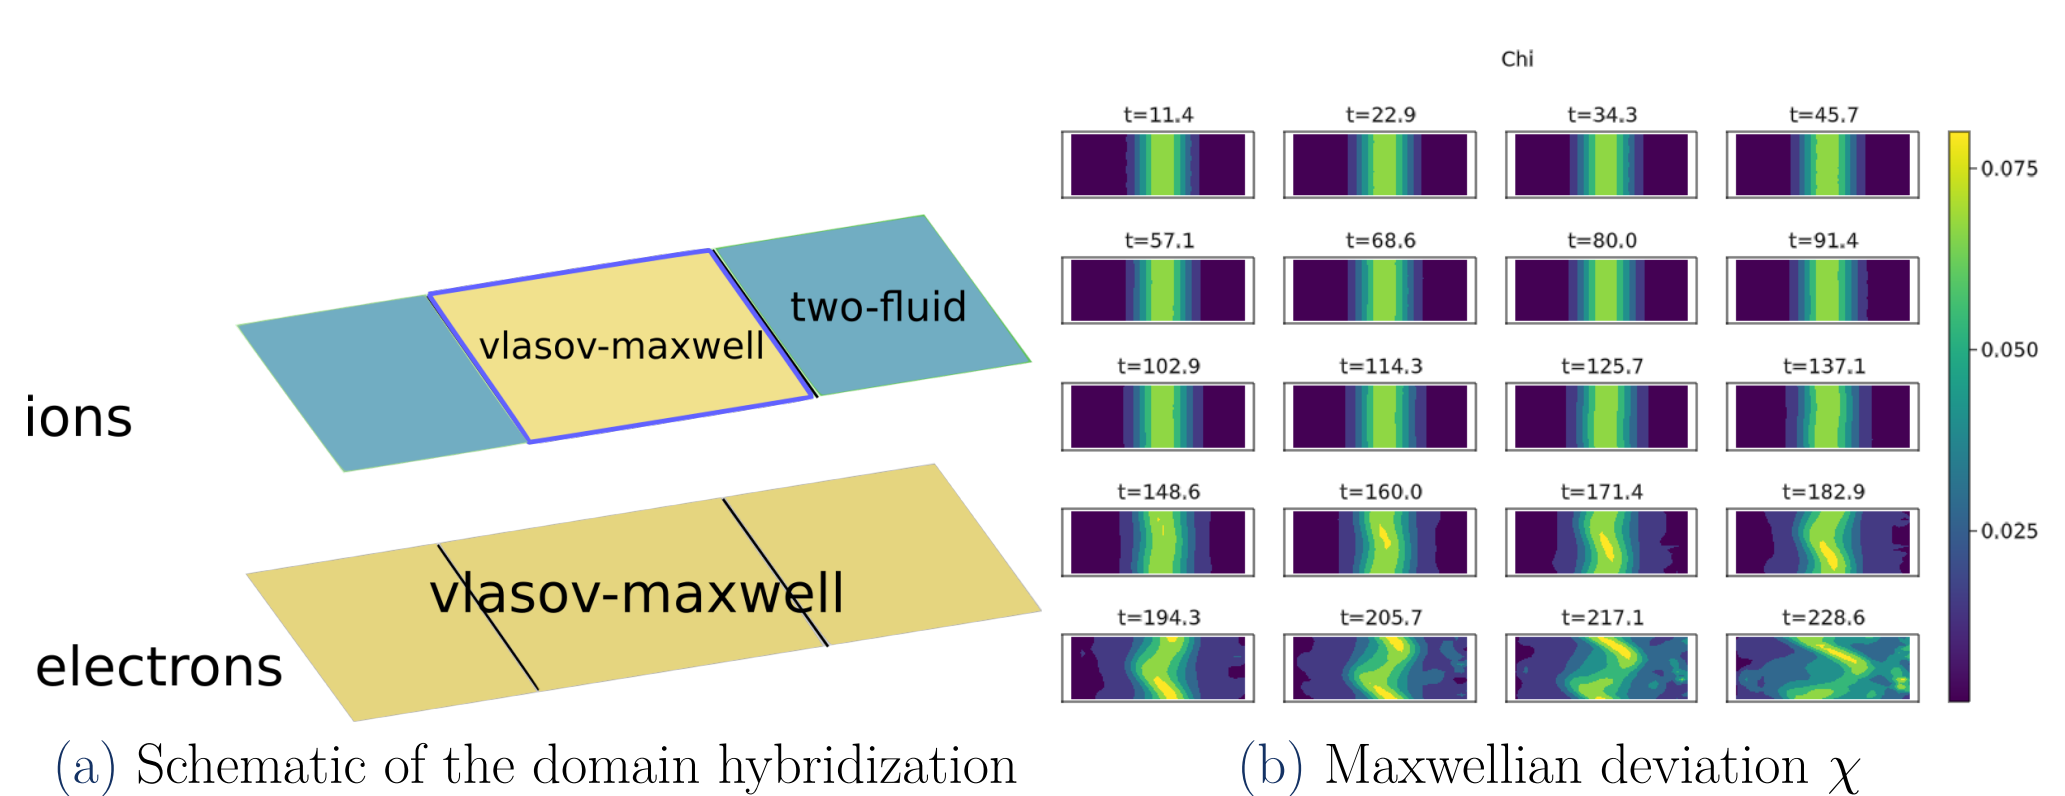 two-fluid
vlasov-maxwell
ions
vlasov-maxwell
electrons
(a) Schematic of the domain hybridization
Chi
t=11.4 t=22.9 t=34.3 t=45.7
t=57.1 t=68.6 t=80.0 t=91.4
t=102.9 t=114.3 t=125.7 t=137.1
t=148.6 t=160.0 t=171.4 t=182.9
t=194.3 t=205.7 t=217.1 t=228.6
0.075
0.050
0.025
(b) Maxwellian deviation χ